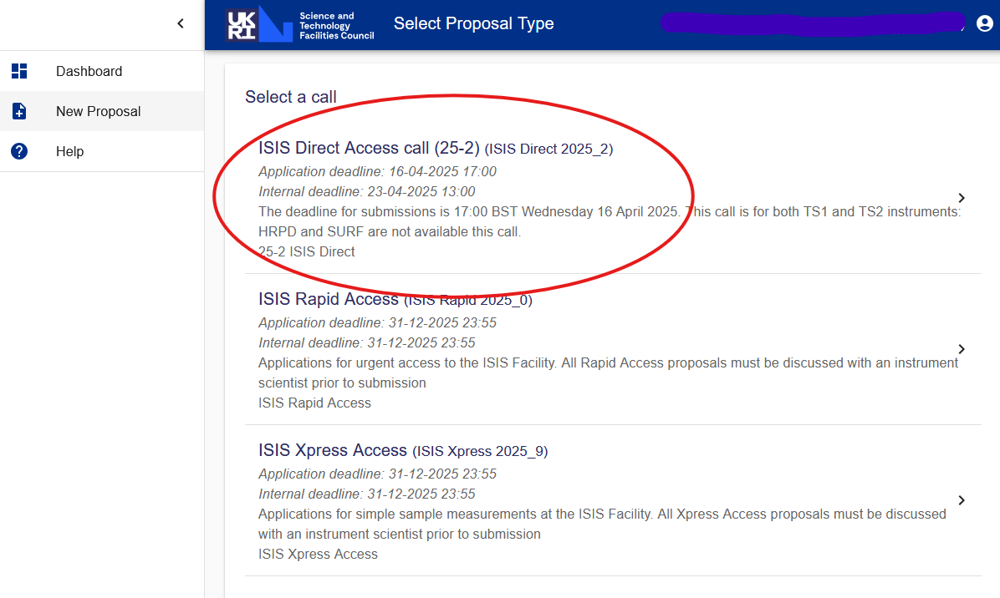 UK
RI
Science and
Technology
Facilities Council
Select Proposal Type
Dashboard
New Proposal
Help
Select a call
ISIS Direct Access call (25-2) (ISIS Direct 2025_2)
Application deadline: 16-04-2025 17:00
Internal deadline: 23-04-2025 13:00
The deadline for submissions is 17:00 BST Wednesday 16 April 2025. This call is for both TS1 and TS2 instruments:
HRPD and SURF are not available this call.
25-2 ISIS Direct
ISIS Rapid Access (ISIS Rapid 2025_0)
Application deadline: 31-12-2025 23:55
Internal deadline: 31-12-2025 23:55
Applications for urgent access to the ISIS Facility. All Rapid Access proposals must be discussed with an instrument
scientist prior to submission
ISIS Rapid Access
ISIS Xpress Access (ISIS Xpress 2025_9)
Application deadline: 31-12-2025 23:55
Internal deadline: 31-12-2025 23:55
Applications for simple sample measurements at the ISIS Facility. All Xpress Access proposals must be discussed
with an instrument scientist prior to submission
ISIS Xpress Access